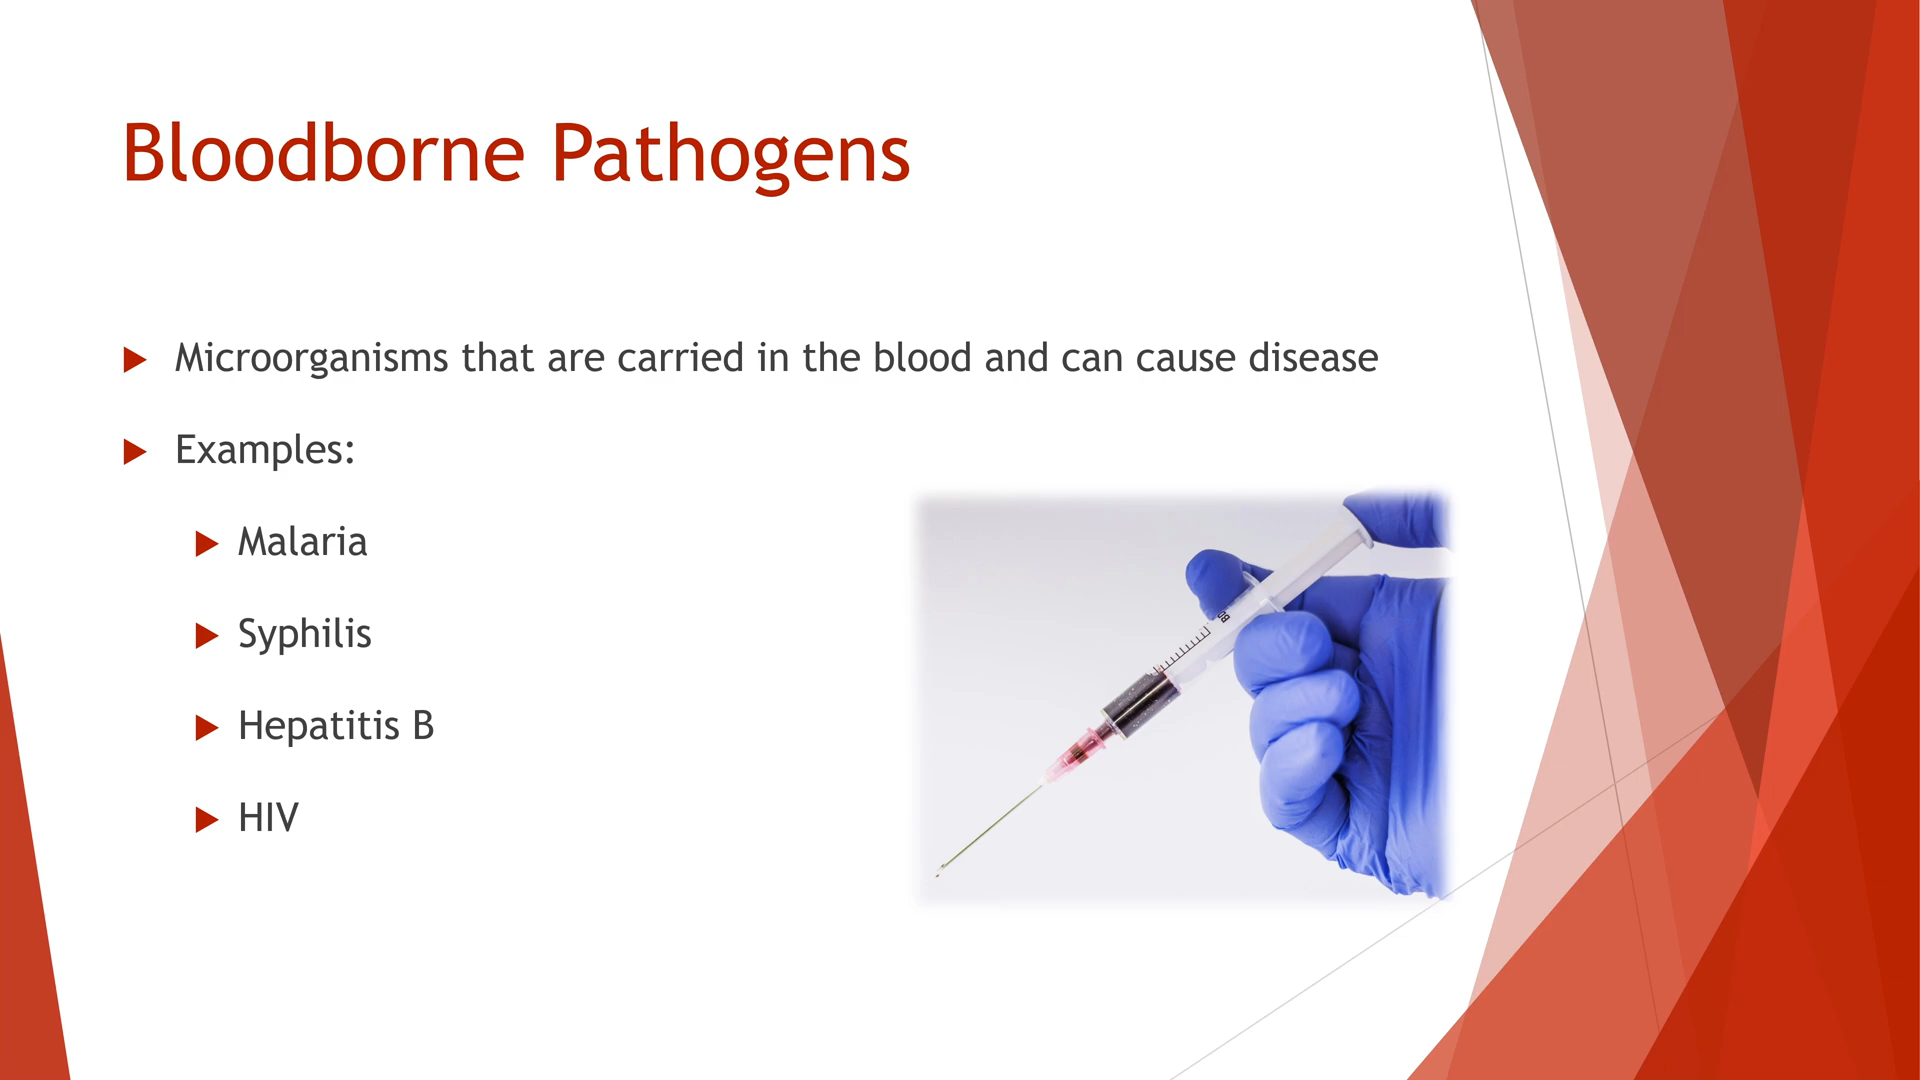 Bloodborne Pathogens
Microorganisms that are carried in the blood and can cause disease
Examples:
Malaria
Syphilis
Hepatitis B
HIV